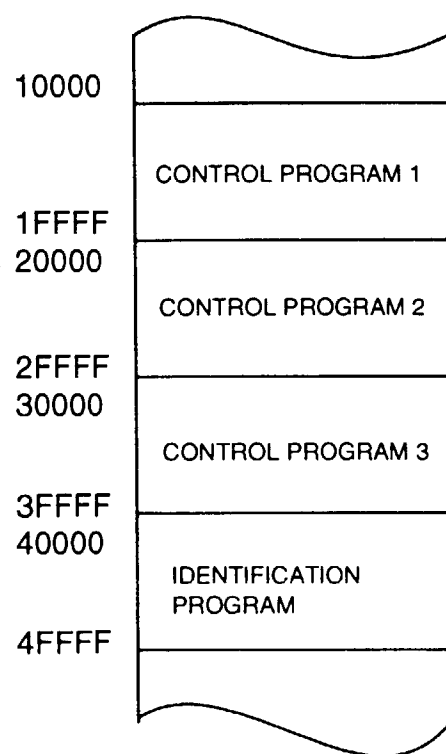 10000
CONTROL PROGRAM 1
1FFFF
20000
CONTROL PROGRAM 2
2FFFF
30000
CONTROL PROGRAM 3
3FFFF
40000
IDENTIFICATION
PROGRAM
4FFFF